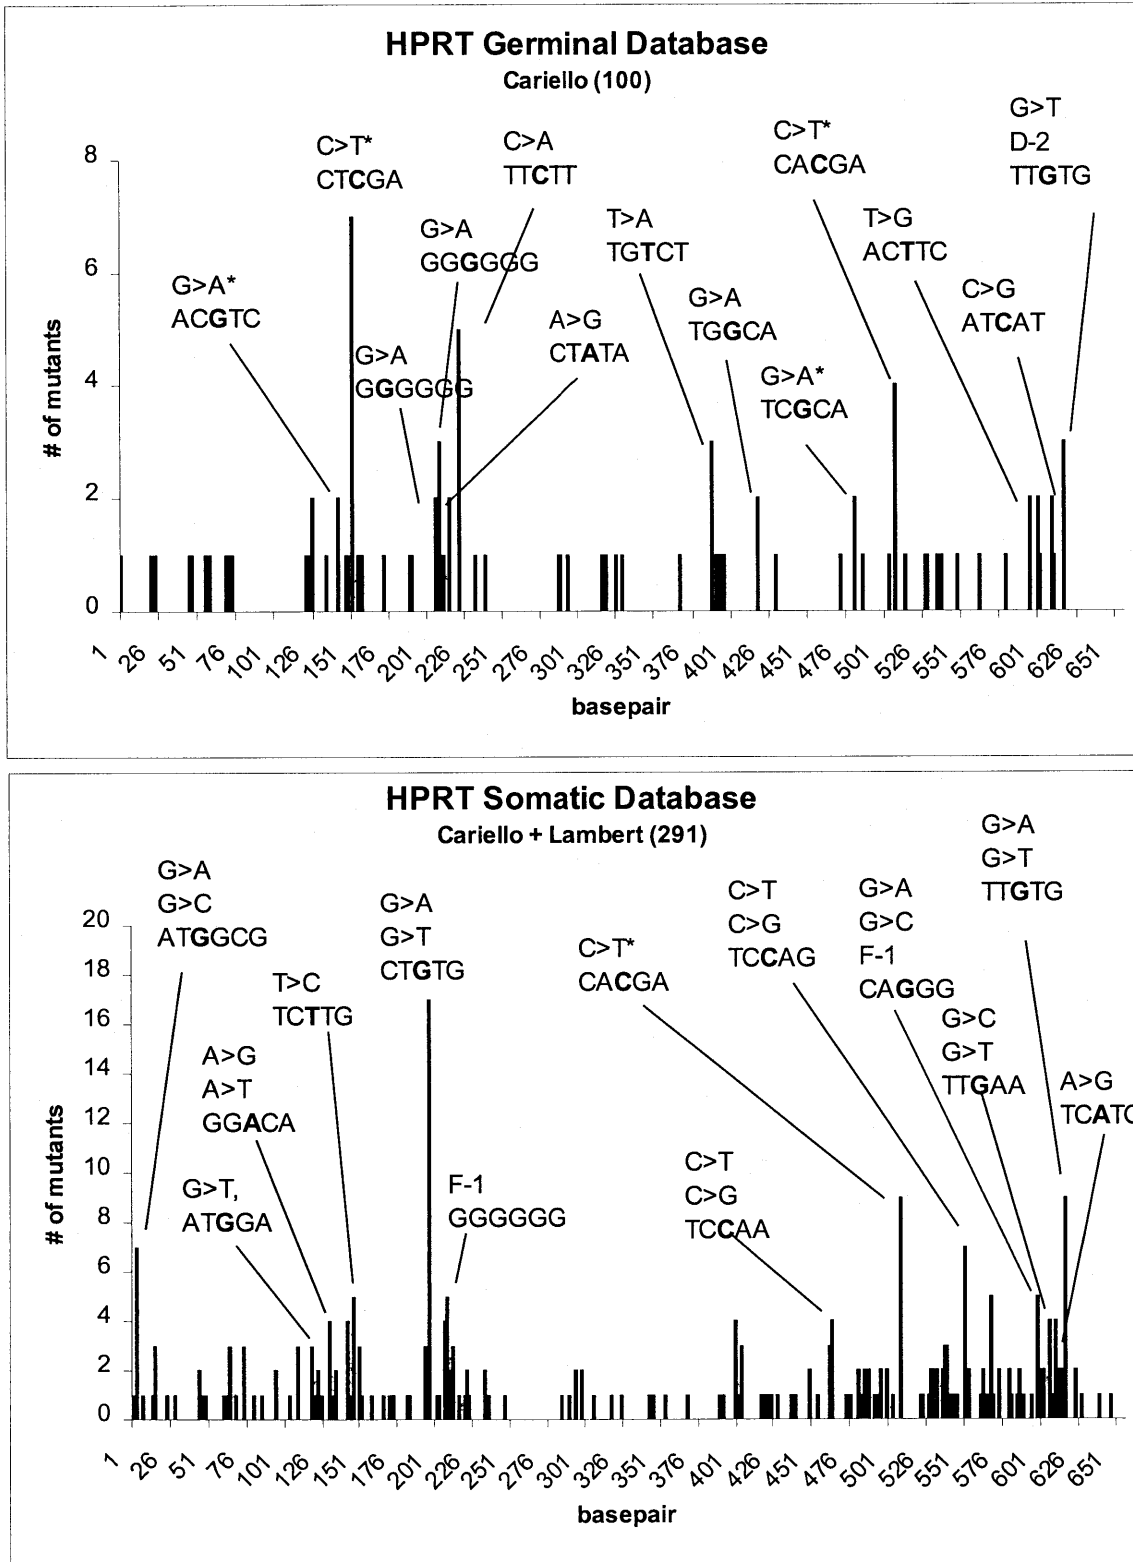 HPRT Germinal Database
Cariello (100)
G>T
D-2
TTGTG
C>T*
CACGA
C>A
TTCTT
C>T*
CTCGA
T>A
TGTCT
T>G
ACTTC
G>A
GGGGGG
G>A*
ACGTC
G>A
TGGCA
C>G
ATCAT
A>G
CTATA
G>A
GGGGGG
G>A*
TCGCA
# of mutants
8
6
4
2
0
1 26 51 76 101 126 151 176 201 226 251 301 326 351 376 401 426 451 476 501 526 551 576 601 626 651
basepair
HPRT Somatic Database
Cariello + Lambert (291)
G>A
G>T
TTGTG
G>A
G>C
ATGGCG
G>A
G>T
CTGTG
C>T
C>G
TCCAG
G>A
G>C
F-1
CAGGG
C>T*
CACGA
T>C
TCTTG
G>C
G>T
TTGAA
A>G
A>T
GGACA
A>G
TCATC
G>T,
ATGGA
F-1
GGGGGG
C>T
C>G
TCCAA
# of mutants
20
18
16
14
12
10
8
6
4
2
0
1 26 51 76 101 126 151 176 201 226 251 276 301 326 351 376 401 426 451 476 501 526 551 576 601 626 651
basepair